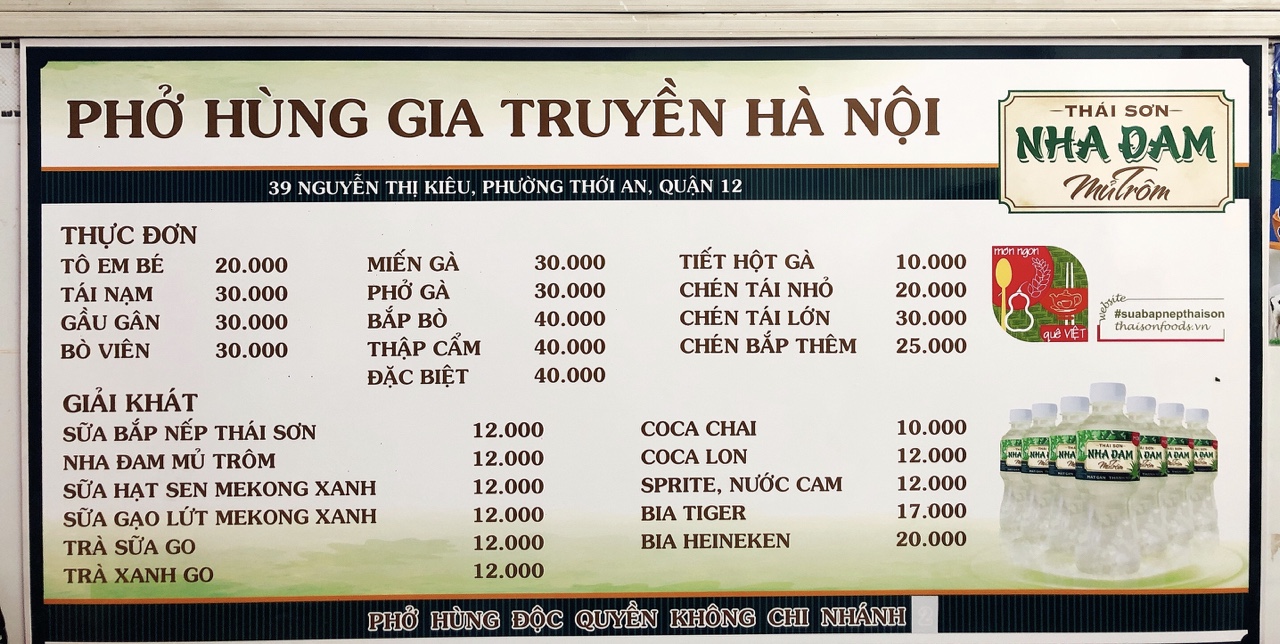 PHỞ HÙNG GIA TRUYỀN HÀ NỘI
39 NGUYỄN THỊ KIÊU, PHƯỜNG THỚI AN, QUẬN 12
THÁI SƠN
NHA ĐAM
Mủ Trôm
THỰC ĐƠN
TÔ EM BÉ 20.000
TÁI NẠM 30.000
GẦU GÂN 30.000
BÒ VIÊN 30.000
MIẾN GÀ 30.000
PHỞ GÀ 30.000
BẮP BÒ 40.000
THẬP CẨM 40.000
ĐẶC BIỆT 40.000
TIẾT HỘT GÀ 10.000
CHÉN TÁI NHỎ 20.000
CHÉN TÁI LỚN 30.000
CHÉN BẮP THÊM 25.000
món ngon
quê VIỆT
website
#suabapnepthaison
thaisonfoods.vn
GIẢI KHÁT
SỮA BẮP NẾP THÁI SƠN 12.000
NHA ĐAM MỦ TRÔM 12.000
SỮA HẠT SEN MEKONG XANH 12.000
SỮA GẠO LỨT MEKONG XANH 12.000
TRÀ SỮA GO 12.000
TRÀ XANH GO 12.000
COCA CHAI 10.000
COCA LON 12.000
SPRITE, NƯỚC CAM 12.000
BIA TIGER 17.000
BIA HEINEKEN 20.000
THÁI SƠN
NHA ĐAM
Mủ Trôm
PHỞ HÙNG ĐỘC QUYỀN KHÔNG CHI NHÁNH